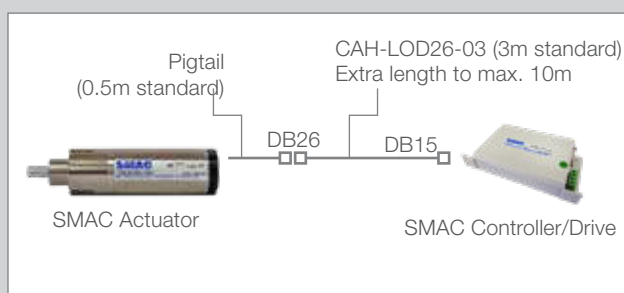 Pigtail
(0.5m standard)
CAH-LOD26-03 (3m standard)
Extra length to max. 10m
DB26
DB15
SMAC
SMAC Actuator
SMAC Controller/Drive